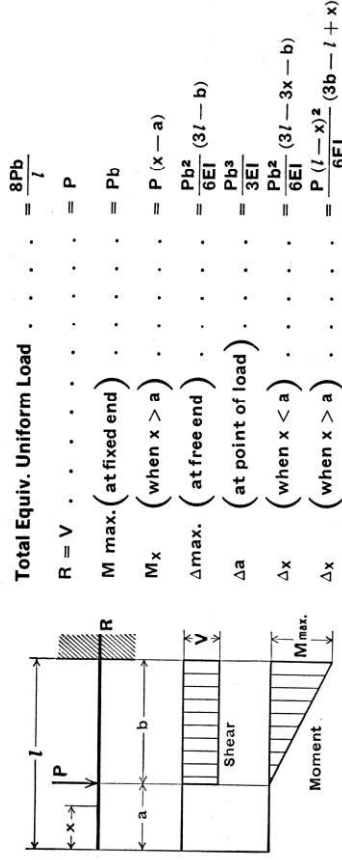 Total Equiv. Uniform Load . . . . = 8Pb/l
R = V . . . . . . . . . . = P
M max. ( at fixed end ) . . . . . = Pb
Mx ( when x > a ) . . . . . = P (x — a)
Δmax. ( at free end ) . . . . . = Pb²/6EI (3l — b)
Δa ( at point of load ) . . . . = Pb³/3EI
Δx ( when x < a ) . . . . . = Pb²/6EI (3l — 3x — b)
Δx ( when x > a ) . . . . . = P (l — x)²/6EI (3b — l + x)
l
x
P
R
a
b
V
Shear
M max.
Moment